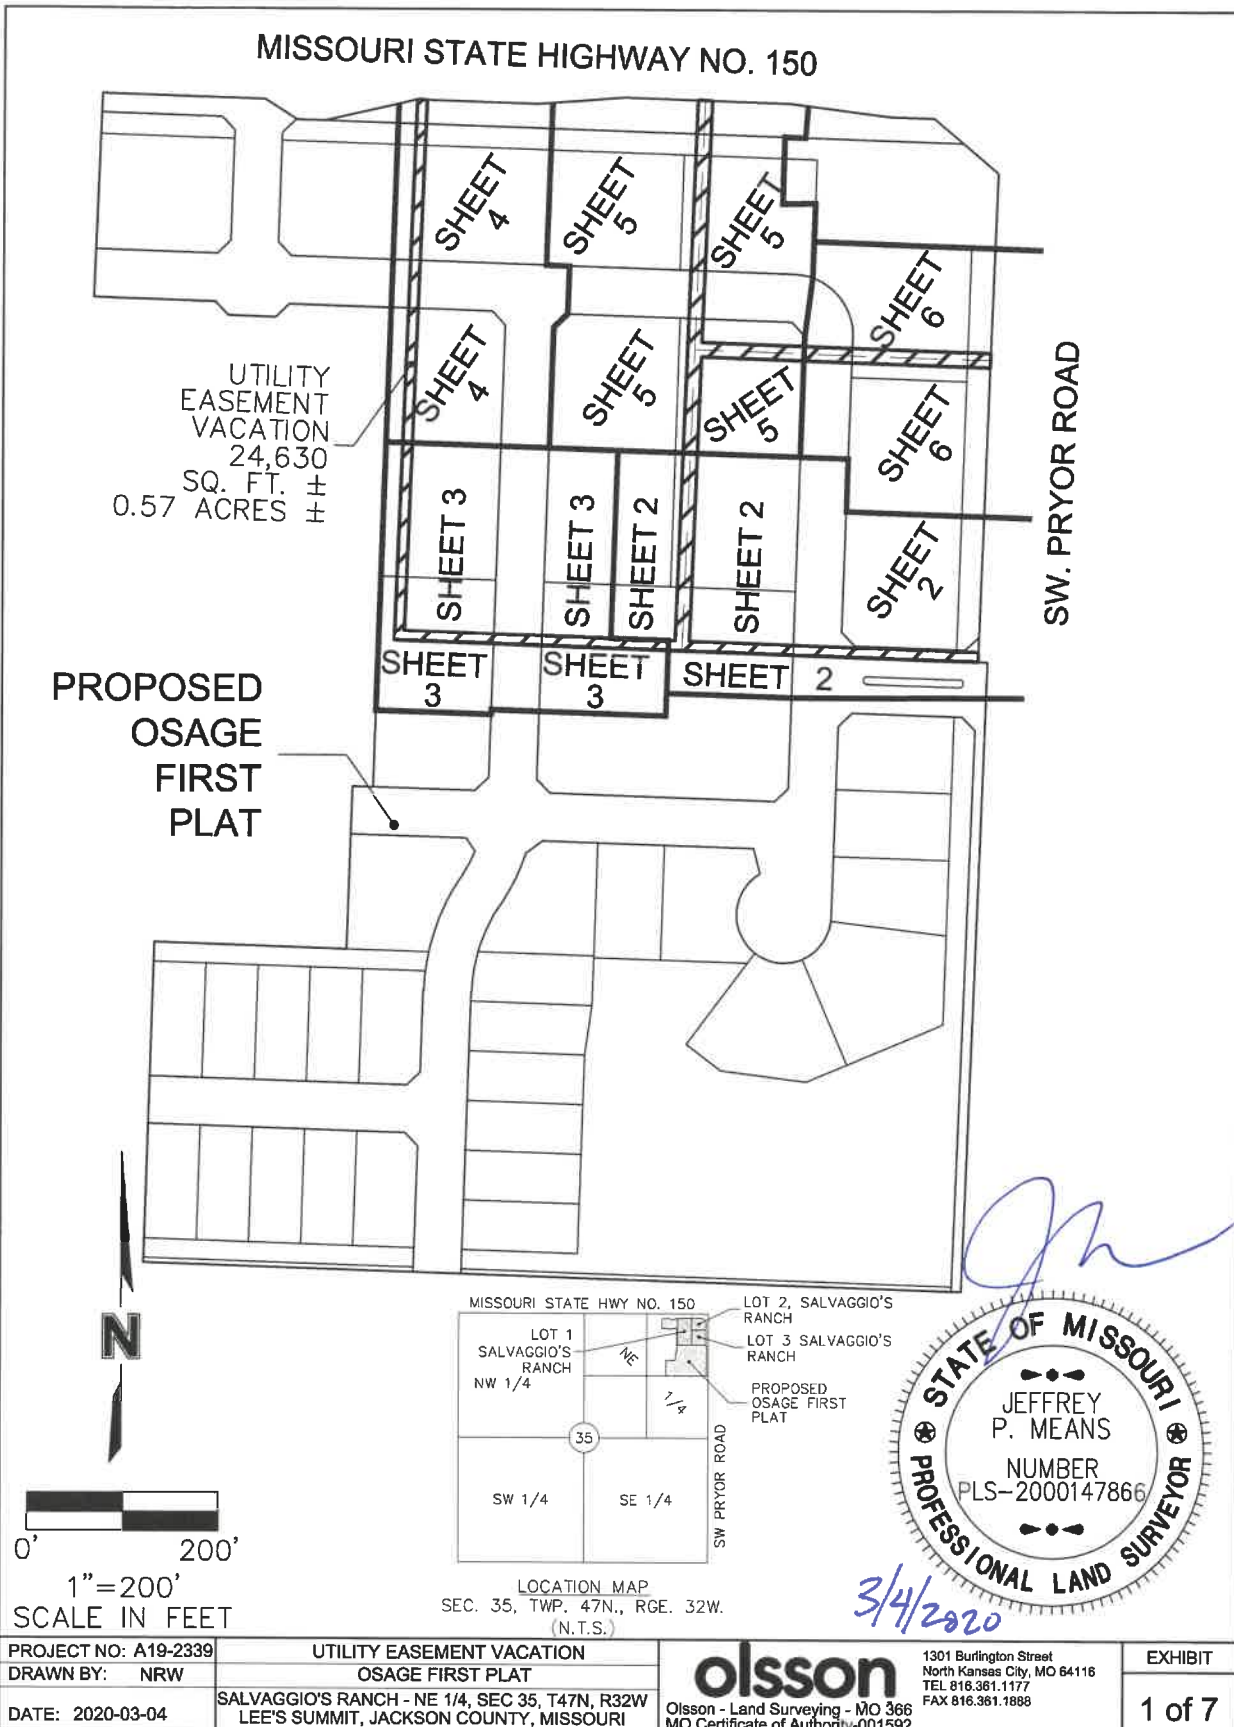 MISSOURI STATE HIGHWAY NO. 150
SHEET 4
SHEET 5
SHEET 5
SHEET 6
SHEET 4
SHEET 5
SHEET 5
SHEET 6
SW. PRYOR ROAD
UTILITY
EASEMENT
VACATION
24,630
SQ. FT. ±
0.57 ACRES ±
SHEET 3
SHEET 3
SHEET 2
SHEET 2
SHEET 2
SHEET 3
SHEET 3
SHEET 2
PROPOSED
OSAGE
FIRST
PLAT
N
0' 200'
1"=200'
SCALE IN FEET
MISSOURI STATE HWY NO. 150
LOT 1
SALVAGGIO'S
RANCH
NW 1/4
NE
1/4
35
SW 1/4
SE 1/4
SW PRYOR ROAD
LOT 2, SALVAGGIO'S
RANCH
LOT 3 SALVAGGIO'S
RANCH
PROPOSED
OSAGE FIRST
PLAT
LOCATION MAP
SEC. 35, TWP. 47N., RGE. 32W.
(N.T.S.)
STATE OF MISSOURI
JEFFREY
P. MEANS
NUMBER
PLS-2000147866
PROFESSIONAL LAND SURVEYOR
3/4/2020
PROJECT NO: A19-2339
DRAWN BY: NRW
DATE: 2020-03-04
UTILITY EASEMENT VACATION
OSAGE FIRST PLAT
SALVAGGIO'S RANCH - NE 1/4, SEC 35, T47N, R32W
LEE'S SUMMIT, JACKSON COUNTY, MISSOURI
olsson
Olsson - Land Surveying - MO 366
MO Certificate of Authority-001592
1301 Burlington Street
North Kansas City, MO 64116
TEL 816.361.1177
FAX 816.361.1888
EXHIBIT
1 of 7